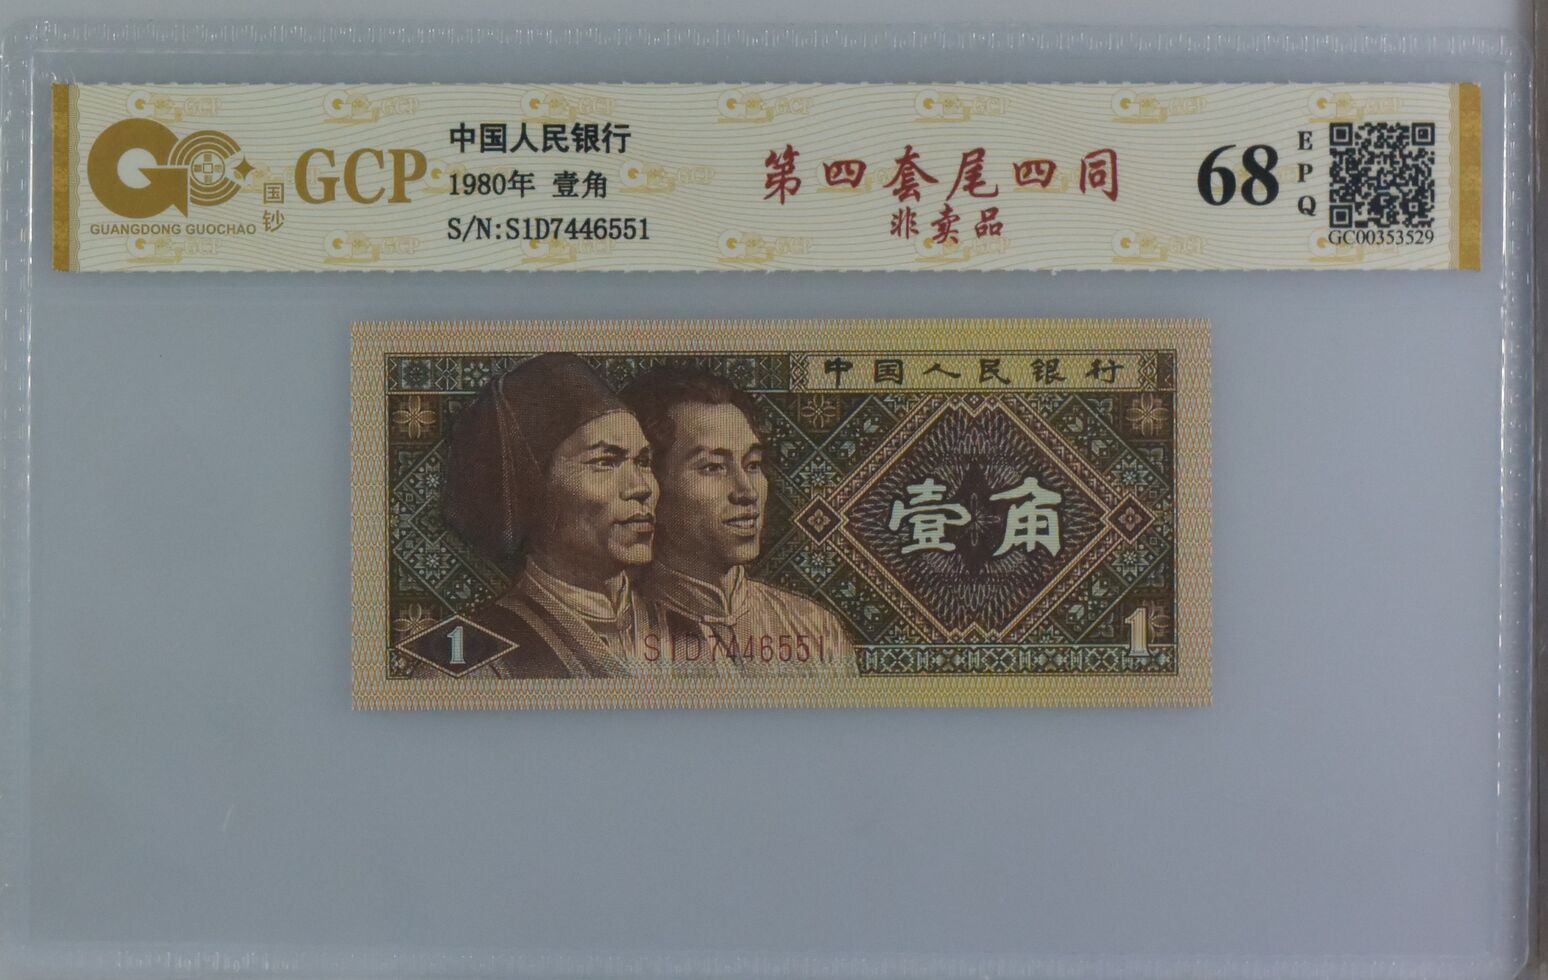 国钞
GUANGDONG GUOCHAO
GCP
中国人民银行
1980年 壹角
S/N:S1D7446551
第四套尾四同
非卖品
68
EPQ
GC00353529
中国人民银行
壹角
1
S1D7446551
1